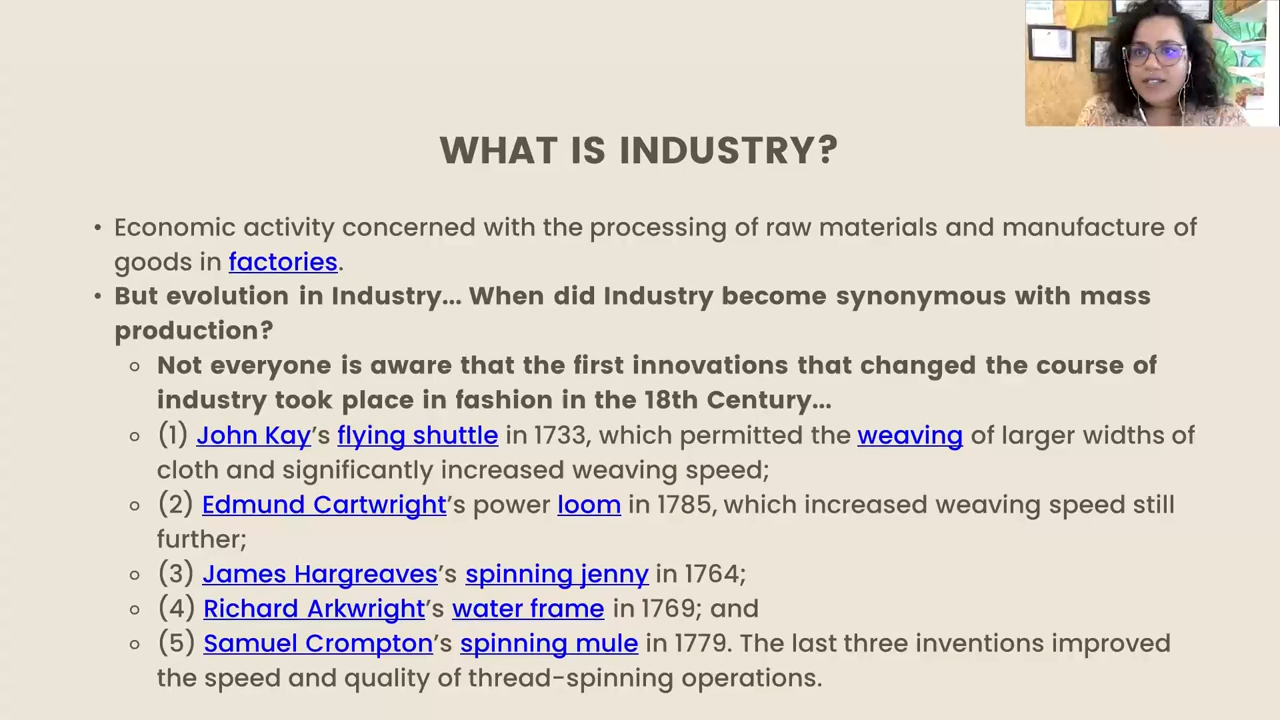 WHAT IS INDUSTRY?
• Economic activity concerned with the processing of raw materials and manufacture of
goods in factories.
• But evolution in Industry... When did Industry become synonymous with mass
production?
○ Not everyone is aware that the first innovations that changed the course of
industry took place in fashion in the 18th Century...
○ (1) John Kay's flying shuttle in 1733, which permitted the weaving of larger widths of
cloth and significantly increased weaving speed;
○ (2) Edmund Cartwright's power loom in 1785, which increased weaving speed still
further;
○ (3) James Hargreaves's spinning jenny in 1764;
○ (4) Richard Arkwright's water frame in 1769; and
○ (5) Samuel Crompton's spinning mule in 1779. The last three inventions improved
the speed and quality of thread-spinning operations.